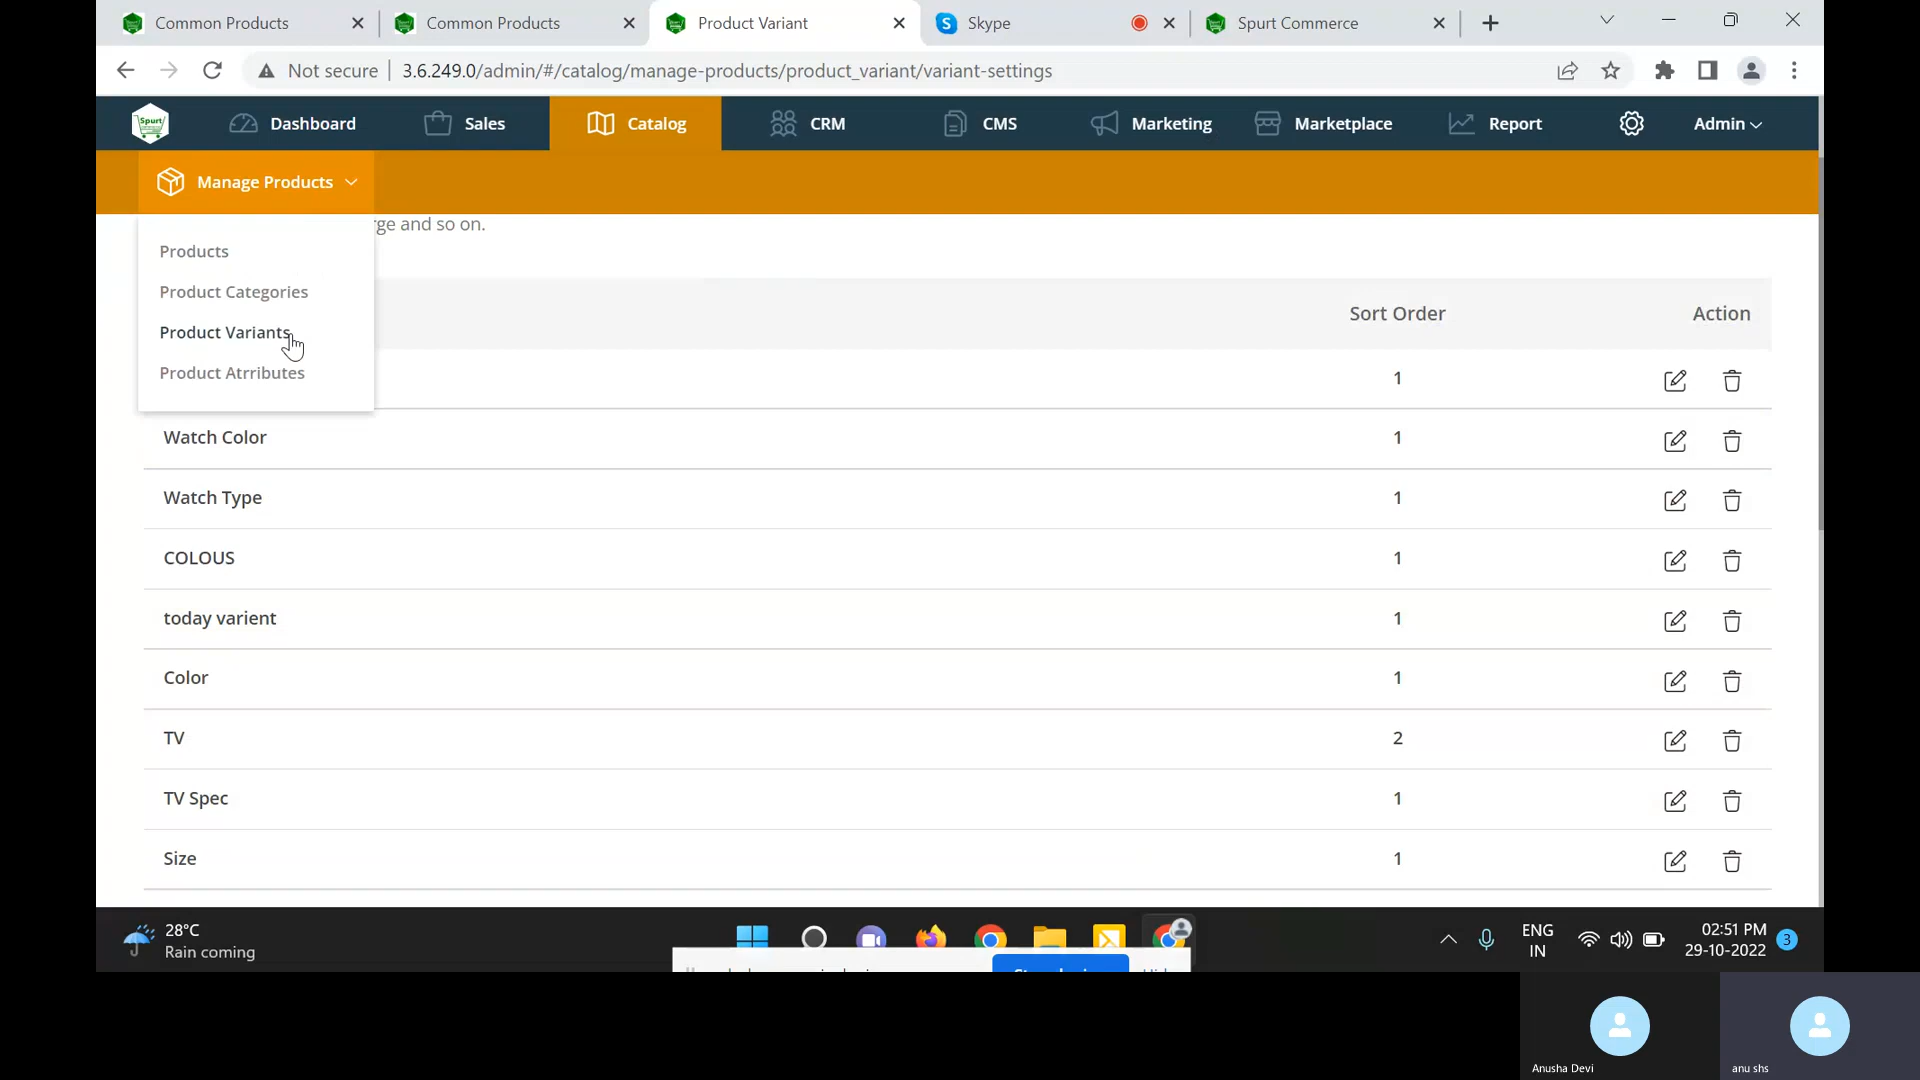 Common Products
Common Products
Product Variant
Skype
Spurt Commerce
Not secure
3.6.249.0/admin/#/catalog/manage-products/product_variant/variant-settings
Spurt
Dashboard
Sales
Catalog
CRM
CMS
Marketing
Marketplace
Report
Admin
Manage Products
rge and so on.
Products
Product Categories
Product Variants
Product Atrributes
Sort Order
Action
1
Watch Color
1
Watch Type
1
COLOUS
1
today varient
1
Color
1
TV
2
TV Spec
1
Size
1
28°C
Rain coming
ENG
IN
02:51 PM
29-10-2022
3
Anusha Devi
anu shs